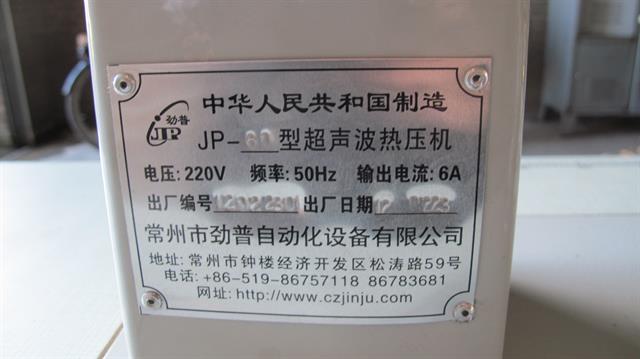 中华人民共和国制造
劲普
JP
JP-60型超声波热压机
电压: 220V 频率: 50Hz 输出电流: 6A
出厂编号 出厂日期
常州市劲普自动化设备有限公司
地址: 常州市钟楼经济开发区松涛路59号
电话: +86-519-86757118 86783681
网址: http://www.czjinju.com